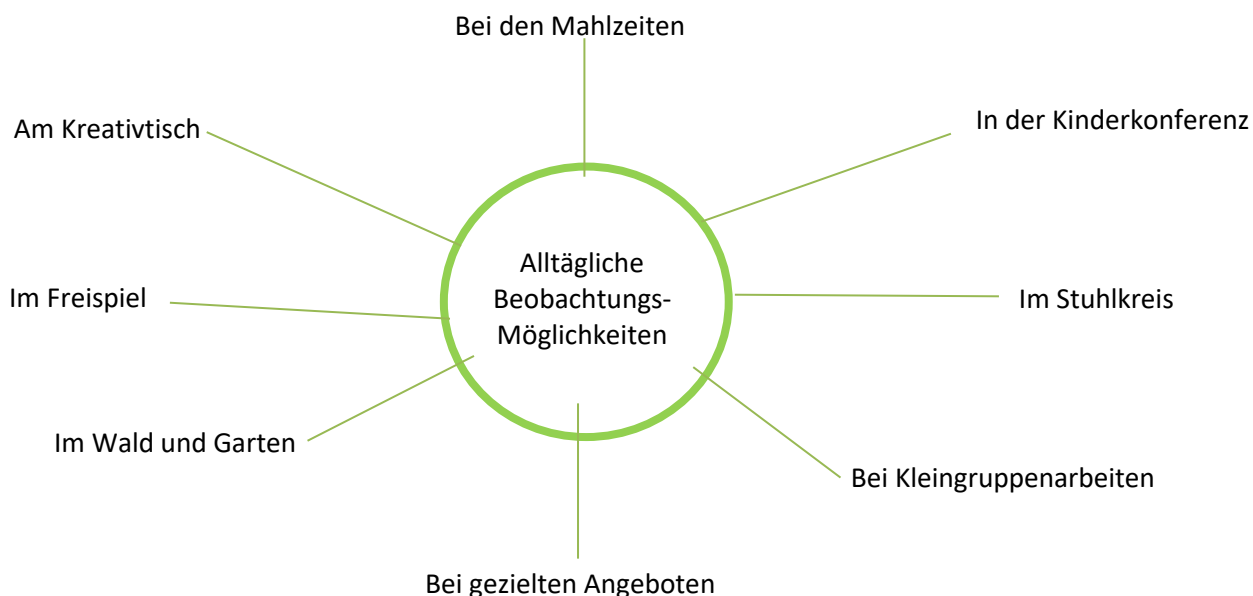 Bei den Mahlzeiten
Am Kreativtisch
In der Kinderkonferenz
Alltägliche
Beobachtungs-
Möglichkeiten
Im Freispiel
Im Stuhlkreis
Im Wald und Garten
Bei Kleingruppenarbeiten
Bei gezielten Angeboten